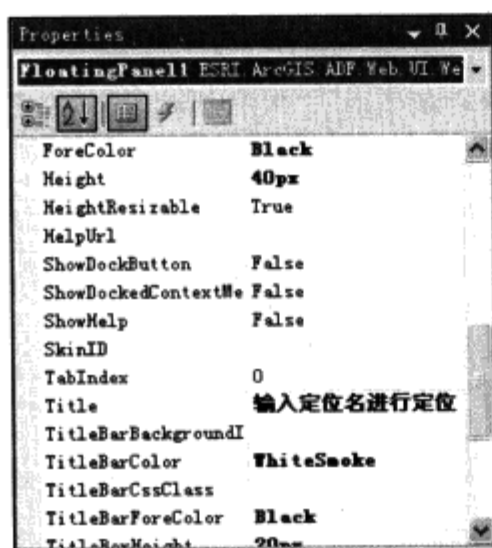 Properties
FloatingPanel1 ESRI.ArcGIS.ADF.Web.UI.We
ForeColor Black
Height 40px
HeightResizable True
HelpUrl
ShowDockButton False
ShowDockedContextMe False
ShowHelp False
SkinID
TabIndex 0
Title 输入定位名进行定位
TitleBarBackgroundI
TitleBarColor WhiteSmoke
TitleBarCssClass
TitleBarForeColor Black
TitleBarHeight 20px